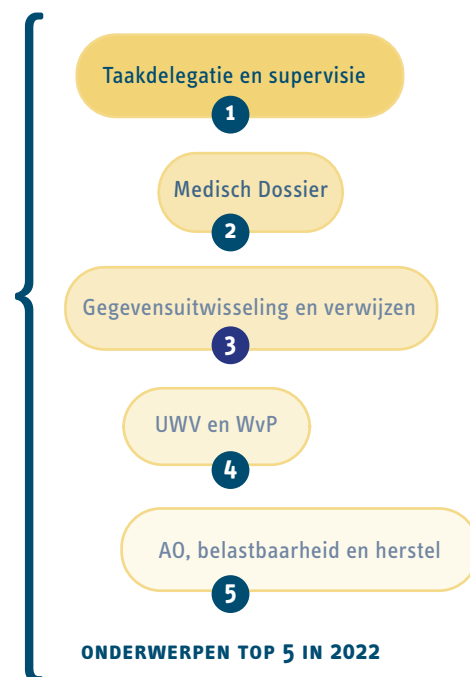 Taakdelegatie en supervisie
1
Medisch Dossier
2
Gegevensuitwisseling en verwijzen
3
UWV en WvP
4
AO, belastbaarheid en herstel
5
ONDERWERPEN TOP 5 IN 2022